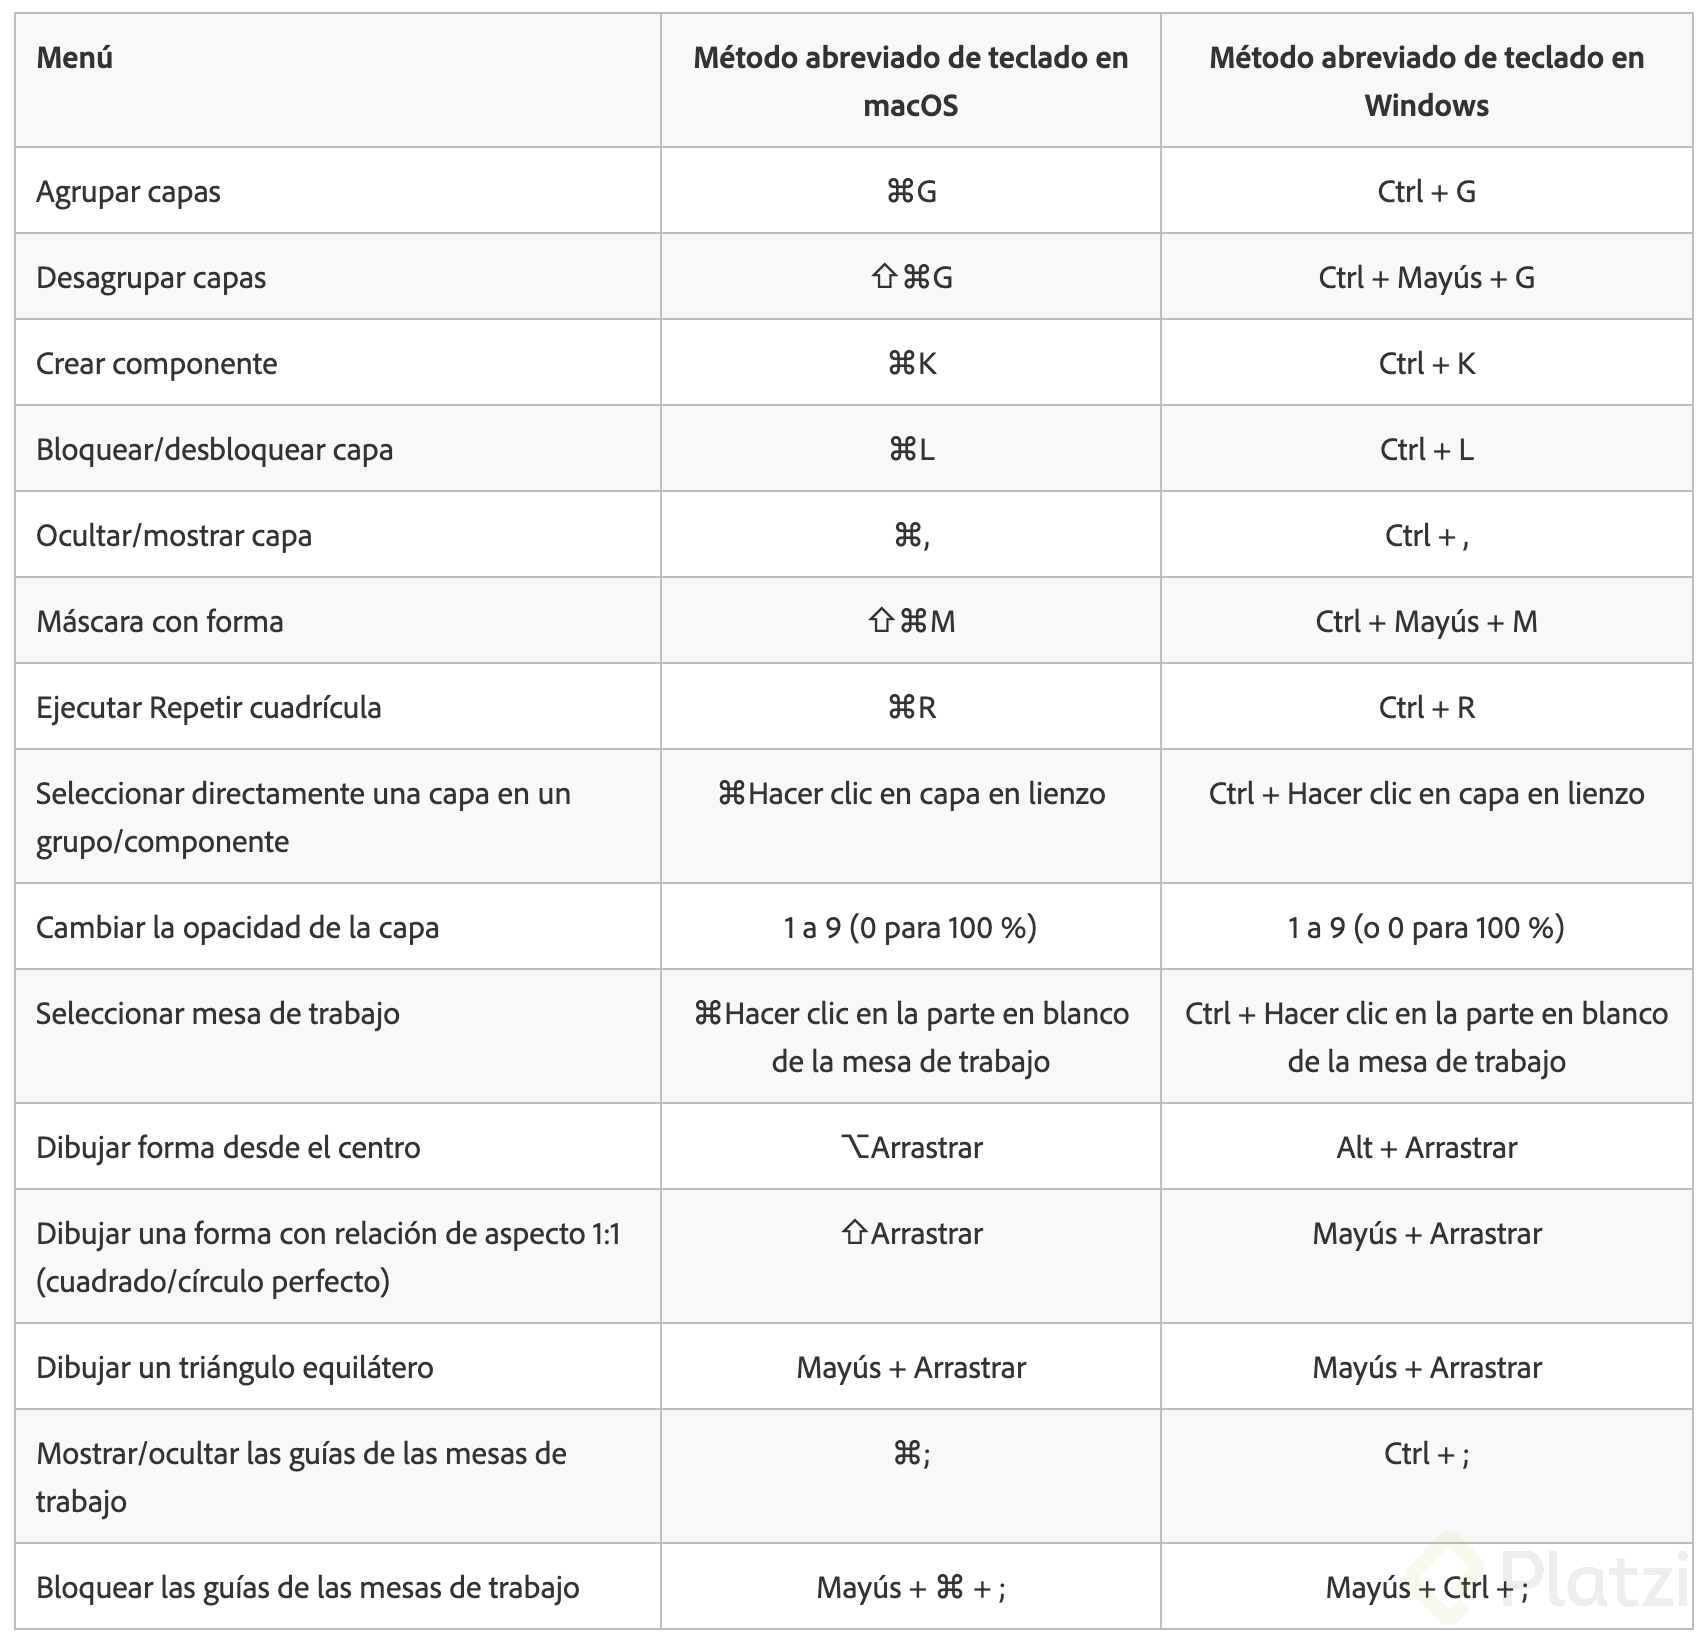 Menú
Método abreviado de teclado en
macOS
Método abreviado de teclado en
Windows
Agrupar capas
⌘G
Ctrl + G
Desagrupar capas
⇧⌘G
Ctrl + Mayús + G
Crear componente
⌘K
Ctrl + K
Bloquear/desbloquear capa
⌘L
Ctrl + L
Ocultar/mostrar capa
⌘,
Ctrl + ,
Máscara con forma
⇧⌘M
Ctrl + Mayús + M
Ejecutar Repetir cuadrícula
⌘R
Ctrl + R
Seleccionar directamente una capa en un
grupo/componente
⌘Hacer clic en capa en lienzo
Ctrl + Hacer clic en capa en lienzo
Cambiar la opacidad de la capa
1 a 9 (0 para 100 %)
1 a 9 (o 0 para 100 %)
Seleccionar mesa de trabajo
⌘Hacer clic en la parte en blanco
de la mesa de trabajo
Ctrl + Hacer clic en la parte en blanco
de la mesa de trabajo
Dibujar forma desde el centro
⌥Arrastrar
Alt + Arrastrar
Dibujar una forma con relación de aspecto 1:1
(cuadrado/círculo perfecto)
⇧Arrastrar
Mayús + Arrastrar
Dibujar un triángulo equilátero
Mayús + Arrastrar
Mayús + Arrastrar
Mostrar/ocultar las guías de las mesas de
trabajo
⌘;
Ctrl + ;
Bloquear las guías de las mesas de trabajo
Mayús + ⌘ + ;
Mayús + Ctrl + ;
Platzi